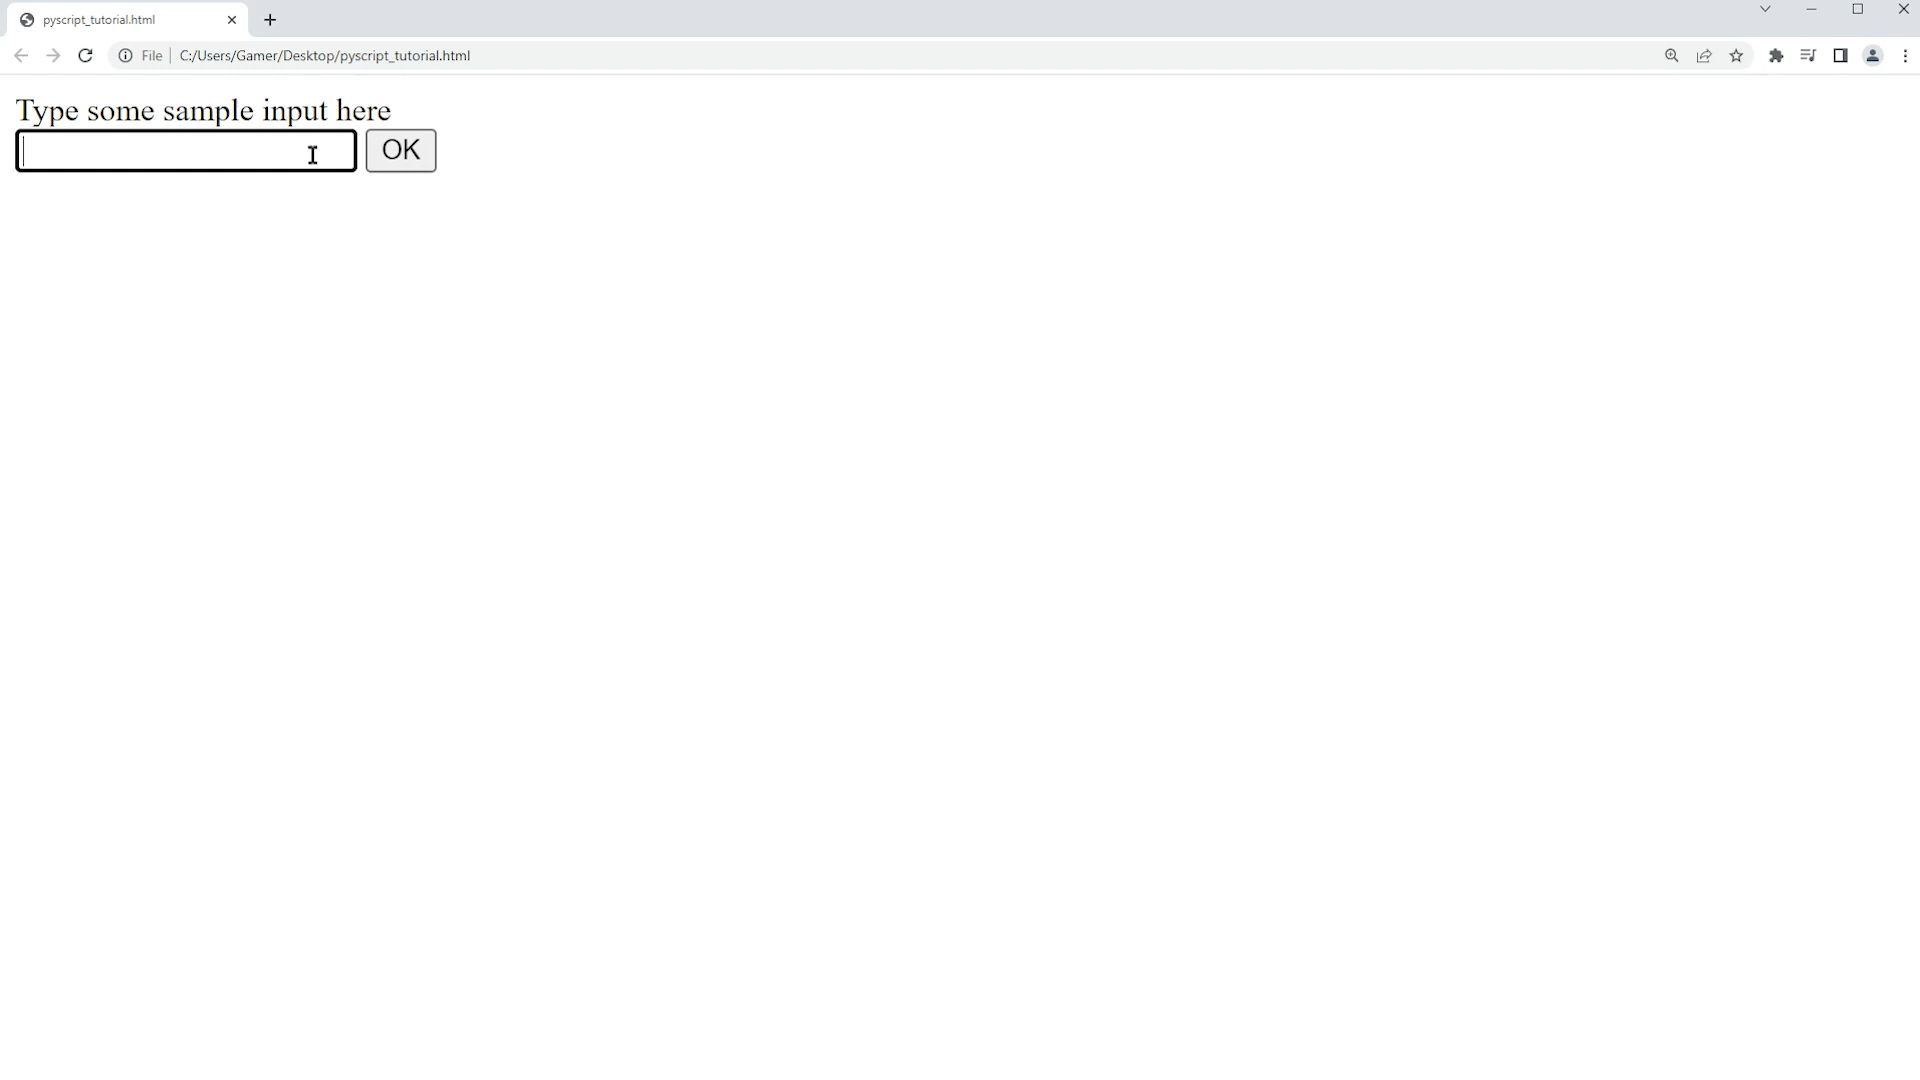 pyscript_tutorial.html
File
C:/Users/Gamer/Desktop/pyscript_tutorial.html
Type some sample input here
OK